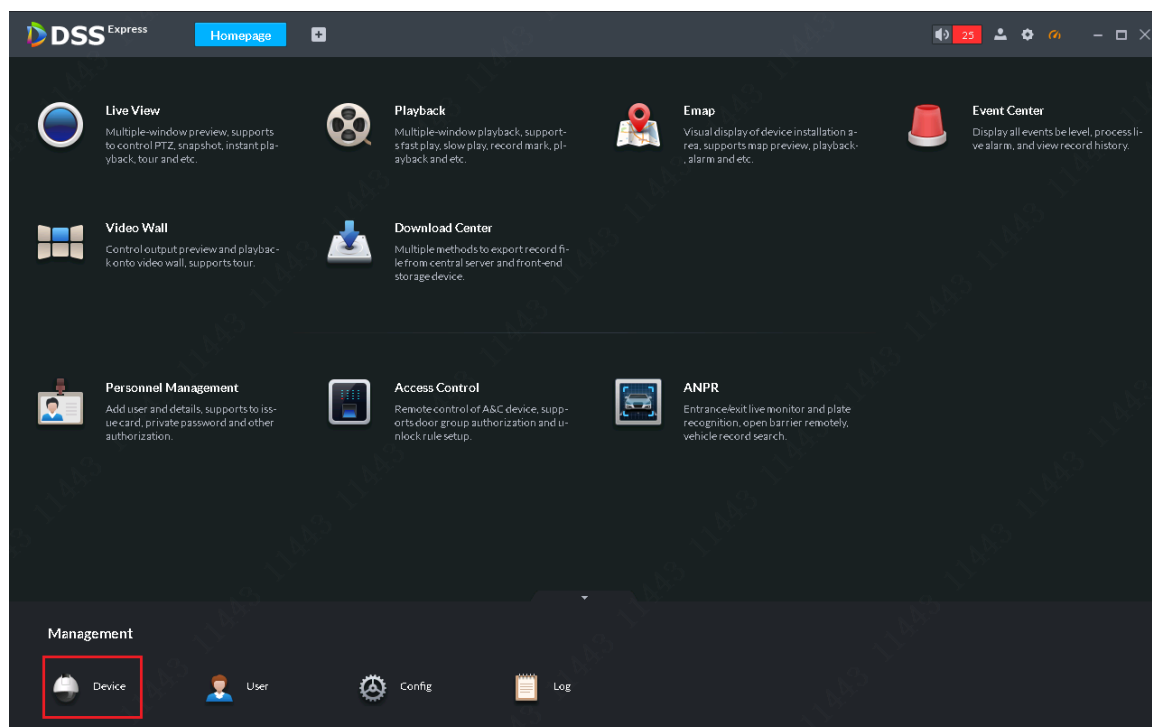 DSS Express
Homepage
25
Live View
Multiple-window preview, supports
to control PTZ, snapshot, instant pla-
yback, tour and etc.
Playback
Multiple-window playback, support-
s fast play, slow play, record mark, pl-
ayback and etc.
Emap
Visual display of device installation a-
rea, supports map preview, playback-
, alarm and etc.
Event Center
Display all events be level, process li-
ve alarm, and view record history.
Video Wall
Control output preview and playbac-
k onto video wall, supports tour.
Download Center
Multiple methods to export record fi-
le from central server and front-end
storage device.
Personnel Management
Add user and details, supports to iss-
ue card, private password and other
authorization.
Access Control
Remote control of A&C device, supp-
orts door group authorization and u-
nlock rule setup.
ANPR
Entrance/exit live monitor and plate
recognition, open barrier remotely,
vehicle record search.
Management
Device
User
Config
Log